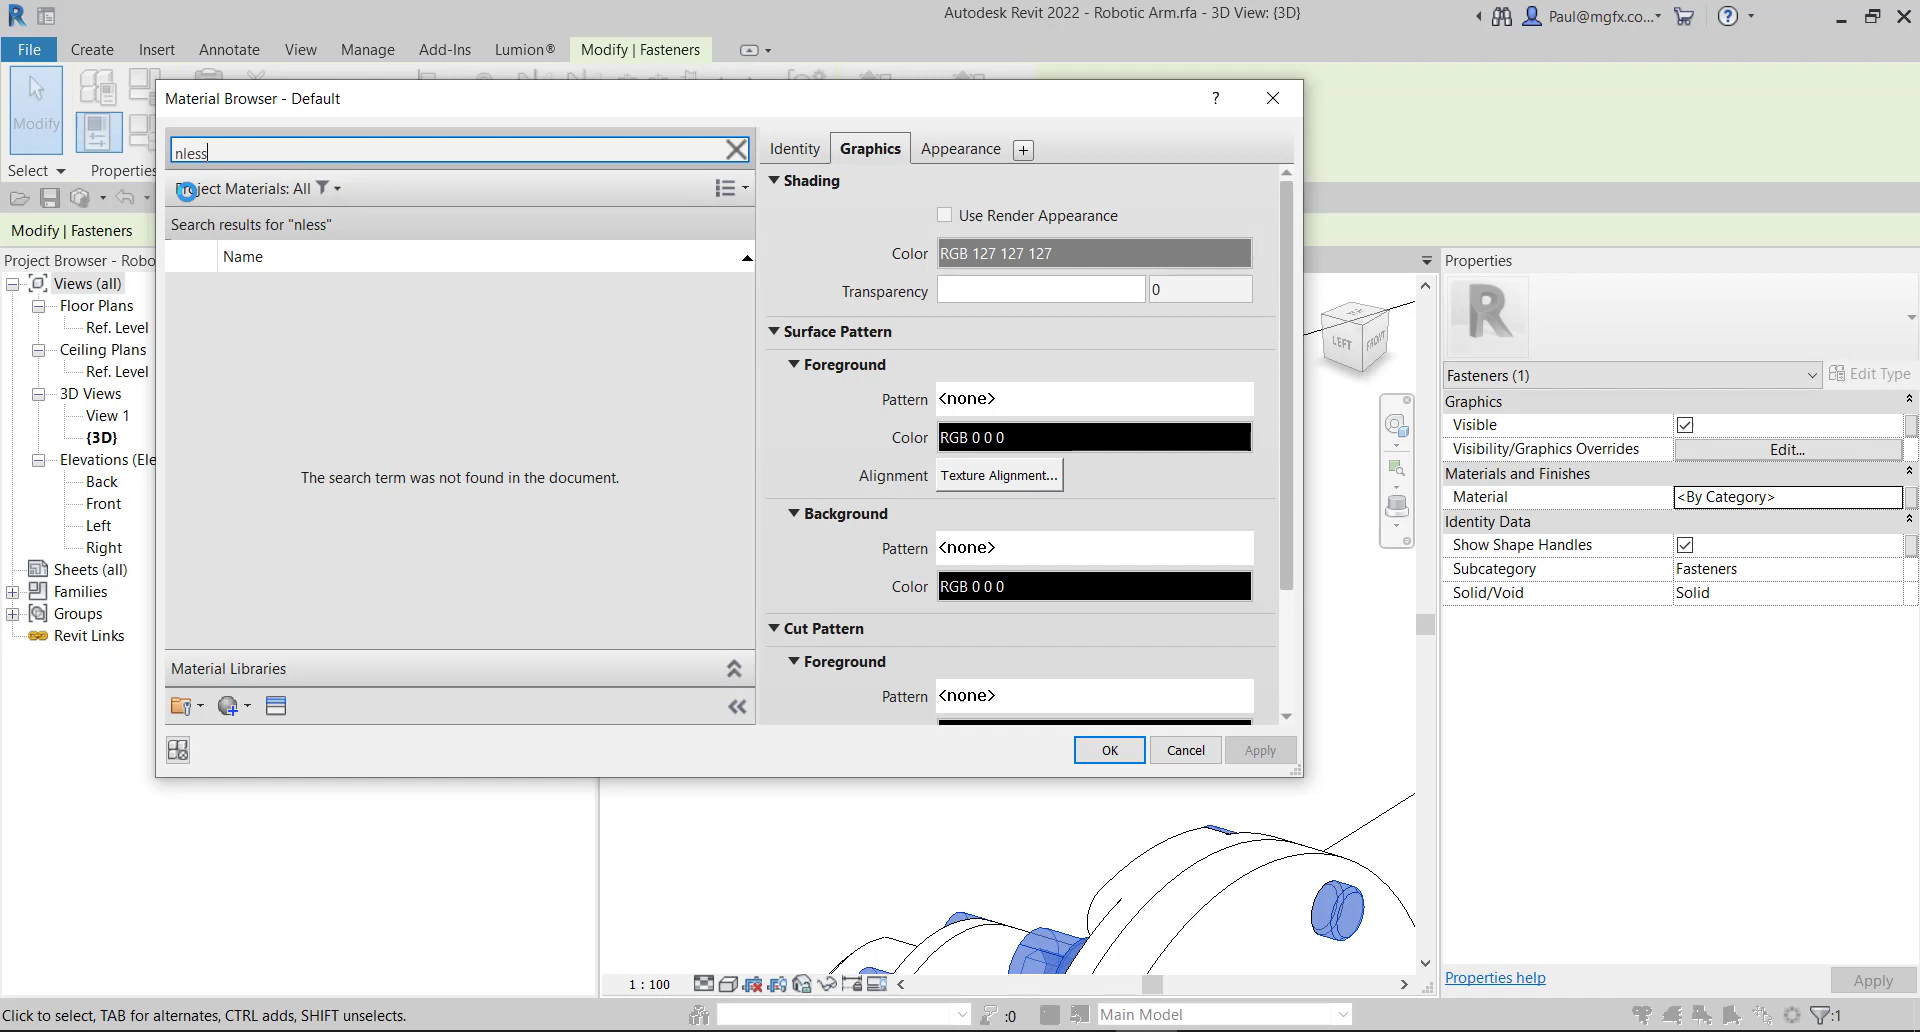 Autodesk Revit 2022 - Robotic Arm.rfa - 3D View: {3D}
Paul@mgfx.co...
File Create Insert Annotate View Manage Add-Ins Lumion® Modify | Fasteners
Modify
Select
Properties
Modify | Fasteners
Project Browser - Robo
Views (all)
Floor Plans
Ref. Level
Ceiling Plans
Ref. Level
3D Views
View 1
{3D}
Elevations (Ele
Back
Front
Left
Right
Sheets (all)
Families
Groups
Revit Links
Material Browser - Default
?
nless
Project Materials: All
Search results for "nless"
Name
The search term was not found in the document.
Material Libraries
Identity Graphics Appearance +
Shading
Use Render Appearance
Color RGB 127 127 127
Transparency 0
Surface Pattern
Foreground
Pattern <none>
Color RGB 0 0 0
Alignment Texture Alignment...
Background
Pattern <none>
Color RGB 0 0 0
Cut Pattern
Foreground
Pattern <none>
OK Cancel Apply
LEFT FRONT
Properties
Fasteners (1) Edit Type
Graphics
Visible
Visibility/Graphics Overrides Edit...
Materials and Finishes
Material <By Category>
Identity Data
Show Shape Handles
Subcategory Fasteners
Solid/Void Solid
Properties help Apply
1 : 100
Click to select, TAB for alternates, CTRL adds, SHIFT unselects.
:0
Main Model
:1